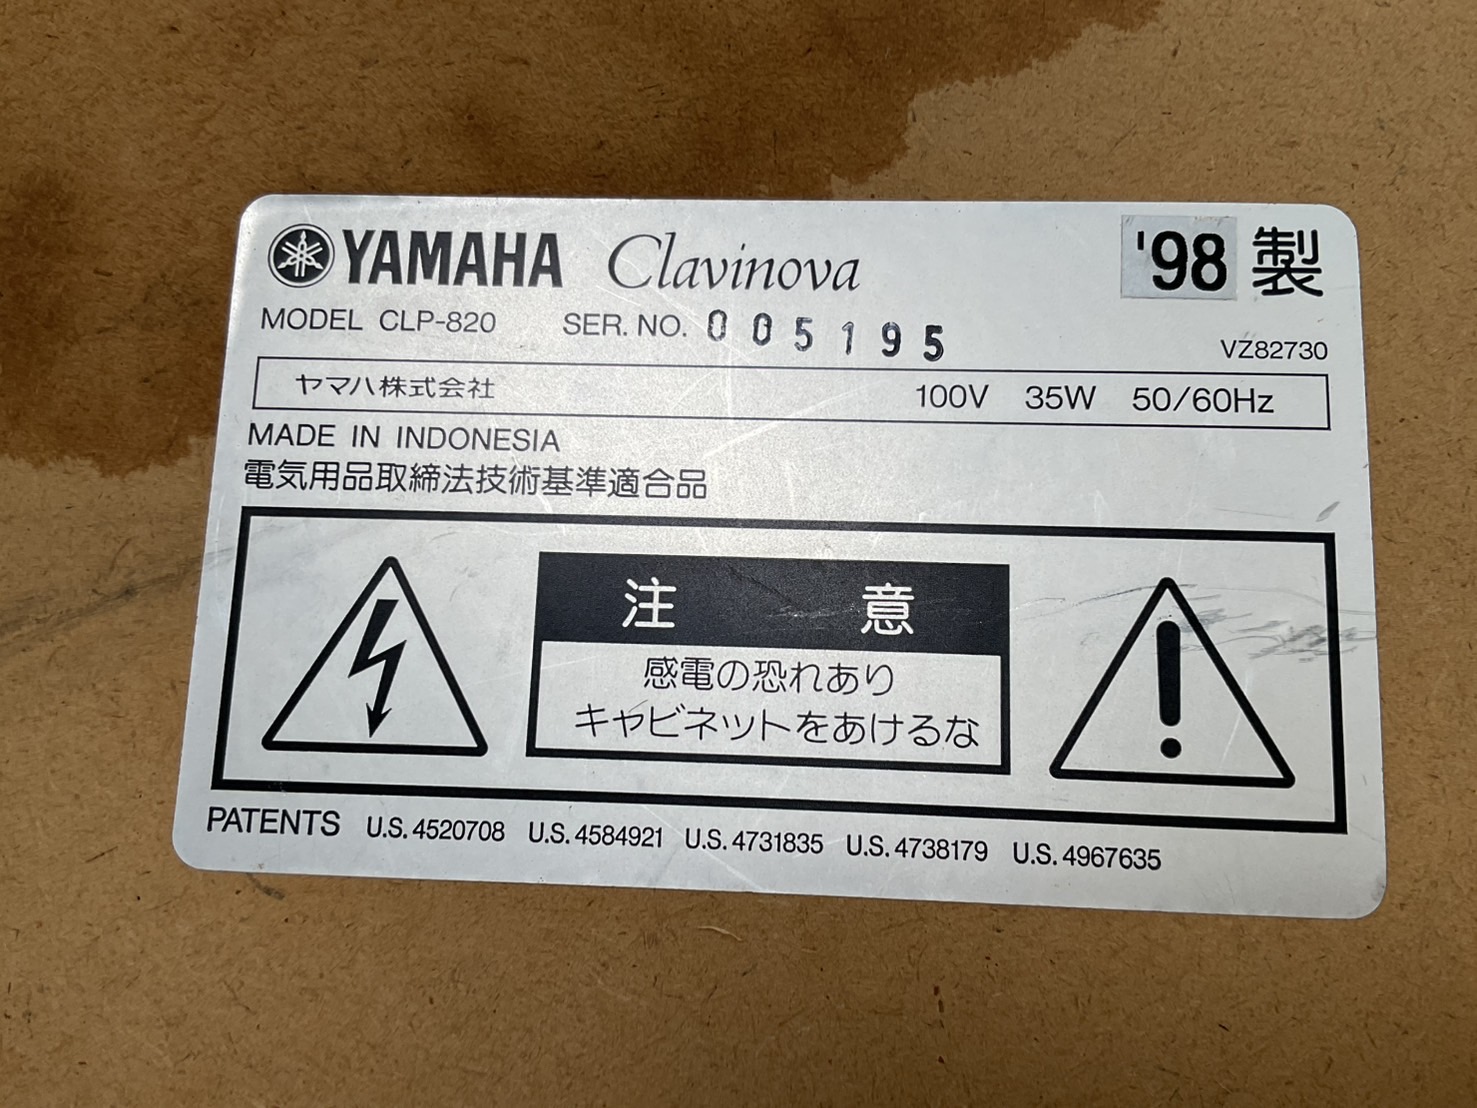 YAMAHA Clavinova '98 製
MODEL CLP-820 SER. NO. 005195
VZ82730
ヤマハ株式会社 100V 35W 50/60Hz
MADE IN INDONESIA
電気用品取締法技術基準適合品
注意
感電の恐れあり
キャビネットをあけるな
PATENTS U.S. 4520708 U.S. 4584921 U.S. 4731835 U.S. 4738179 U.S. 4967635